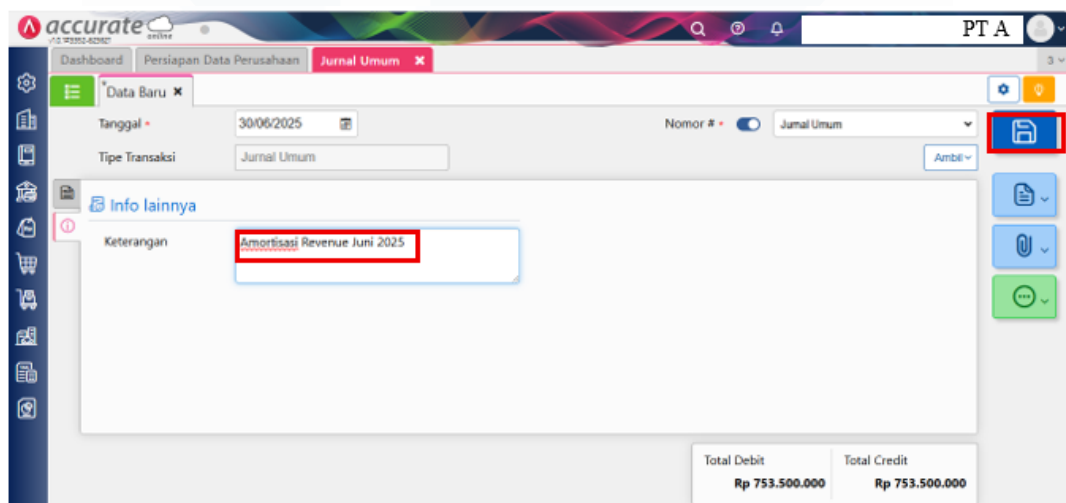 accurate
online
PT A
Dashboard Persiapan Data Perusahaan Jurnal Umum
3
*Data Baru
Tanggal • 30/06/2025 Nomor # • Jurnal Umum
Tipe Transaksi Jurnal Umum Ambil
Info lainnya
Keterangan Amortisasi Revenue Juni 2025
Total Debit Total Credit
Rp 753.500.000 Rp 753.500.000